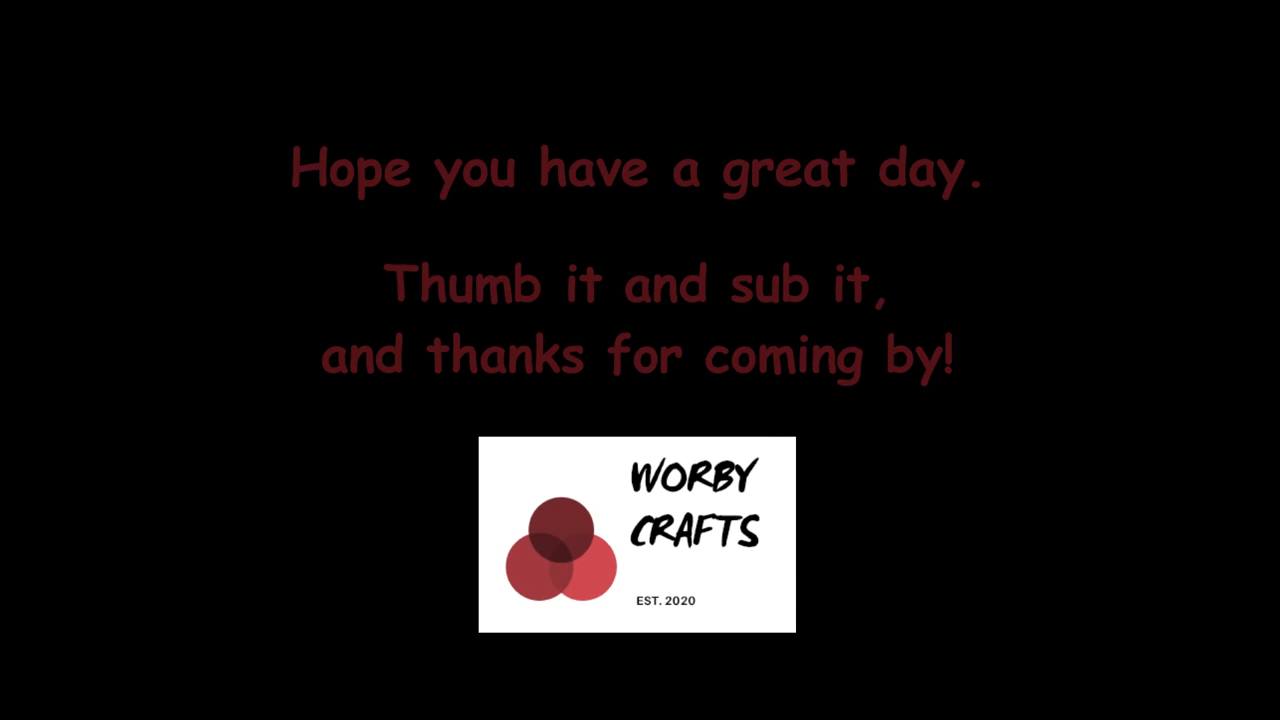 Hope you have a great day.
Thumb it and sub it,
and thanks for coming by!
WORBY
CRAFTS
EST. 2020